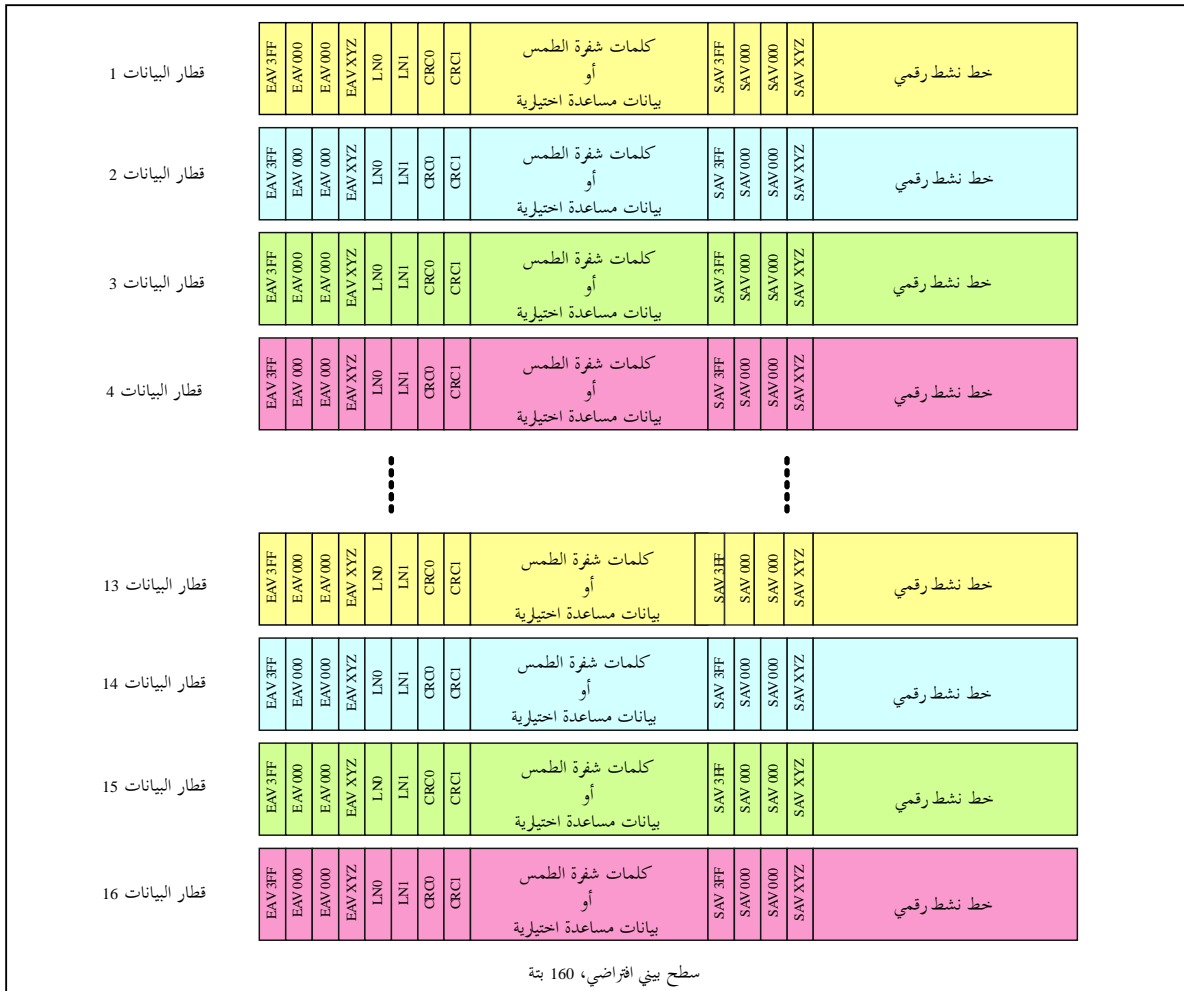 قطار البيانات 1
EAV 3FF
EAV 000
EAV 000
EAV XYZ
LN0
LN1
CRC0
CRC1
كلمات شفرة الطمس
أو
بيانات مساعدة اختيارية
SAV 3FF
SAV 000
SAV 000
SAV XYZ
خط نشط رقمي
قطار البيانات 2
EAV 3FF
EAV 000
EAV 000
EAV XYZ
LN0
LN1
CRC0
CRC1
كلمات شفرة الطمس
أو
بيانات مساعدة اختيارية
SAV 3FF
SAV 000
SAV 000
SAV XYZ
خط نشط رقمي
قطار البيانات 3
EAV 3FF
EAV 000
EAV 000
EAV XYZ
LN0
LN1
CRC0
CRC1
كلمات شفرة الطمس
أو
بيانات مساعدة اختيارية
SAV 3FF
SAV 000
SAV 000
SAV XYZ
خط نشط رقمي
قطار البيانات 4
EAV 3FF
EAV 000
EAV 000
EAV XYZ
LN0
LN1
CRC0
CRC1
كلمات شفرة الطمس
أو
بيانات مساعدة اختيارية
SAV 3FF
SAV 000
SAV 000
SAV XYZ
خط نشط رقمي
قطار البيانات 13
EAV 3FF
EAV 000
EAV 000
EAV XYZ
LN0
LN1
CRC0
CRC1
كلمات شفرة الطمس
أو
بيانات مساعدة اختيارية
SAV 3FF
SAV 000
SAV 000
SAV XYZ
خط نشط رقمي
قطار البيانات 14
EAV 3FF
EAV 000
EAV 000
EAV XYZ
LN0
LN1
CRC0
CRC1
كلمات شفرة الطمس
أو
بيانات مساعدة اختيارية
SAV 3FF
SAV 000
SAV 000
SAV XYZ
خط نشط رقمي
قطار البيانات 15
EAV 3FF
EAV 000
EAV 000
EAV XYZ
LN0
LN1
CRC0
CRC1
كلمات شفرة الطمس
أو
بيانات مساعدة اختيارية
SAV 3FF
SAV 000
SAV 000
SAV XYZ
خط نشط رقمي
قطار البيانات 16
EAV 3FF
EAV 000
EAV 000
EAV XYZ
LN0
LN1
CRC0
CRC1
كلمات شفرة الطمس
أو
بيانات مساعدة اختيارية
SAV 3FF
SAV 000
SAV 000
SAV XYZ
خط نشط رقمي
سطح بيني افتراضي، 160 بتة